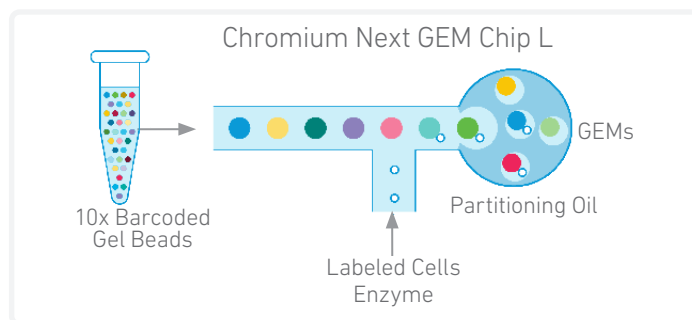 Chromium Next GEM Chip L
GEMs
Partitioning Oil
10x Barcoded
Gel Beads
Labeled Cells
Enzyme